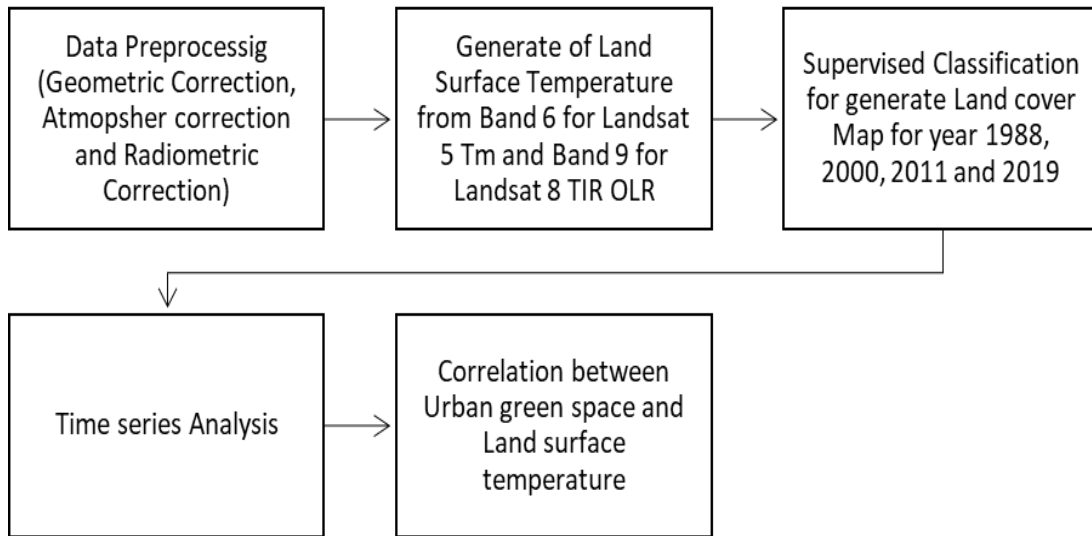 Data Preprocessig
(Geometric Correction,
Atmopsher correction
and Radiometric
Correction)
Generate of Land
Surface Temperature
from Band 6 for Landsat
5 Tm and Band 9 for
Landsat 8 TIR OLR
Supervised Classification
for generate Land cover
Map for year 1988,
2000, 2011 and 2019
Time series Analysis
Correlation between
Urban green space and
Land surface
temperature